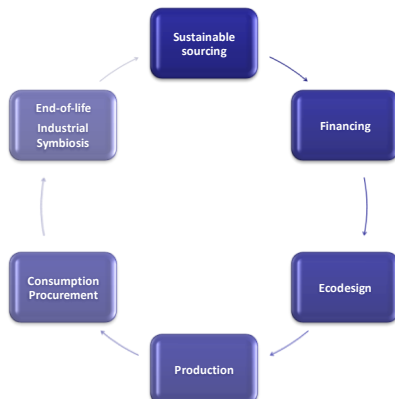 Sustainable
sourcing
Financing
Ecodesign
Production
Consumption
Procurement
End-of-life
Industrial
Symbiosis